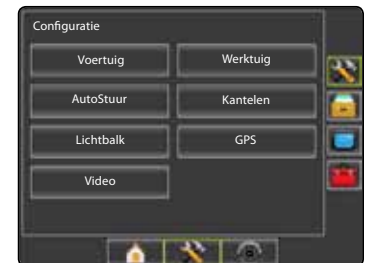 Configuratie
Voertuig
Werktuig
AutoStuur
Kantelen
Lichtbalk
GPS
Video